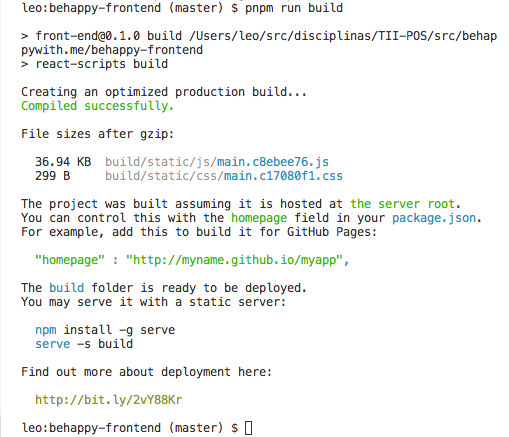 leo:behappy-frontend (master) $ pnpm run build
> front-end@0.1.0 build /Users/leo/src/disciplinas/TII-POS/src/behap
pywith.me/behappy-frontend
> react-scripts build
Creating an optimized production build...
Compiled successfully.
File sizes after gzip:
36.94 KB  build/static/js/main.c8ebee76.js
299 B     build/static/css/main.c17080f1.css
The project was built assuming it is hosted at the server root.
You can control this with the homepage field in your package.json.
For example, add this to build it for GitHub Pages:
"homepage" : "http://myname.github.io/myapp",
The build folder is ready to be deployed.
You may serve it with a static server:
npm install -g serve
serve -s build
Find out more about deployment here:
http://bit.ly/2vY88Kr
leo:behappy-frontend (master) $